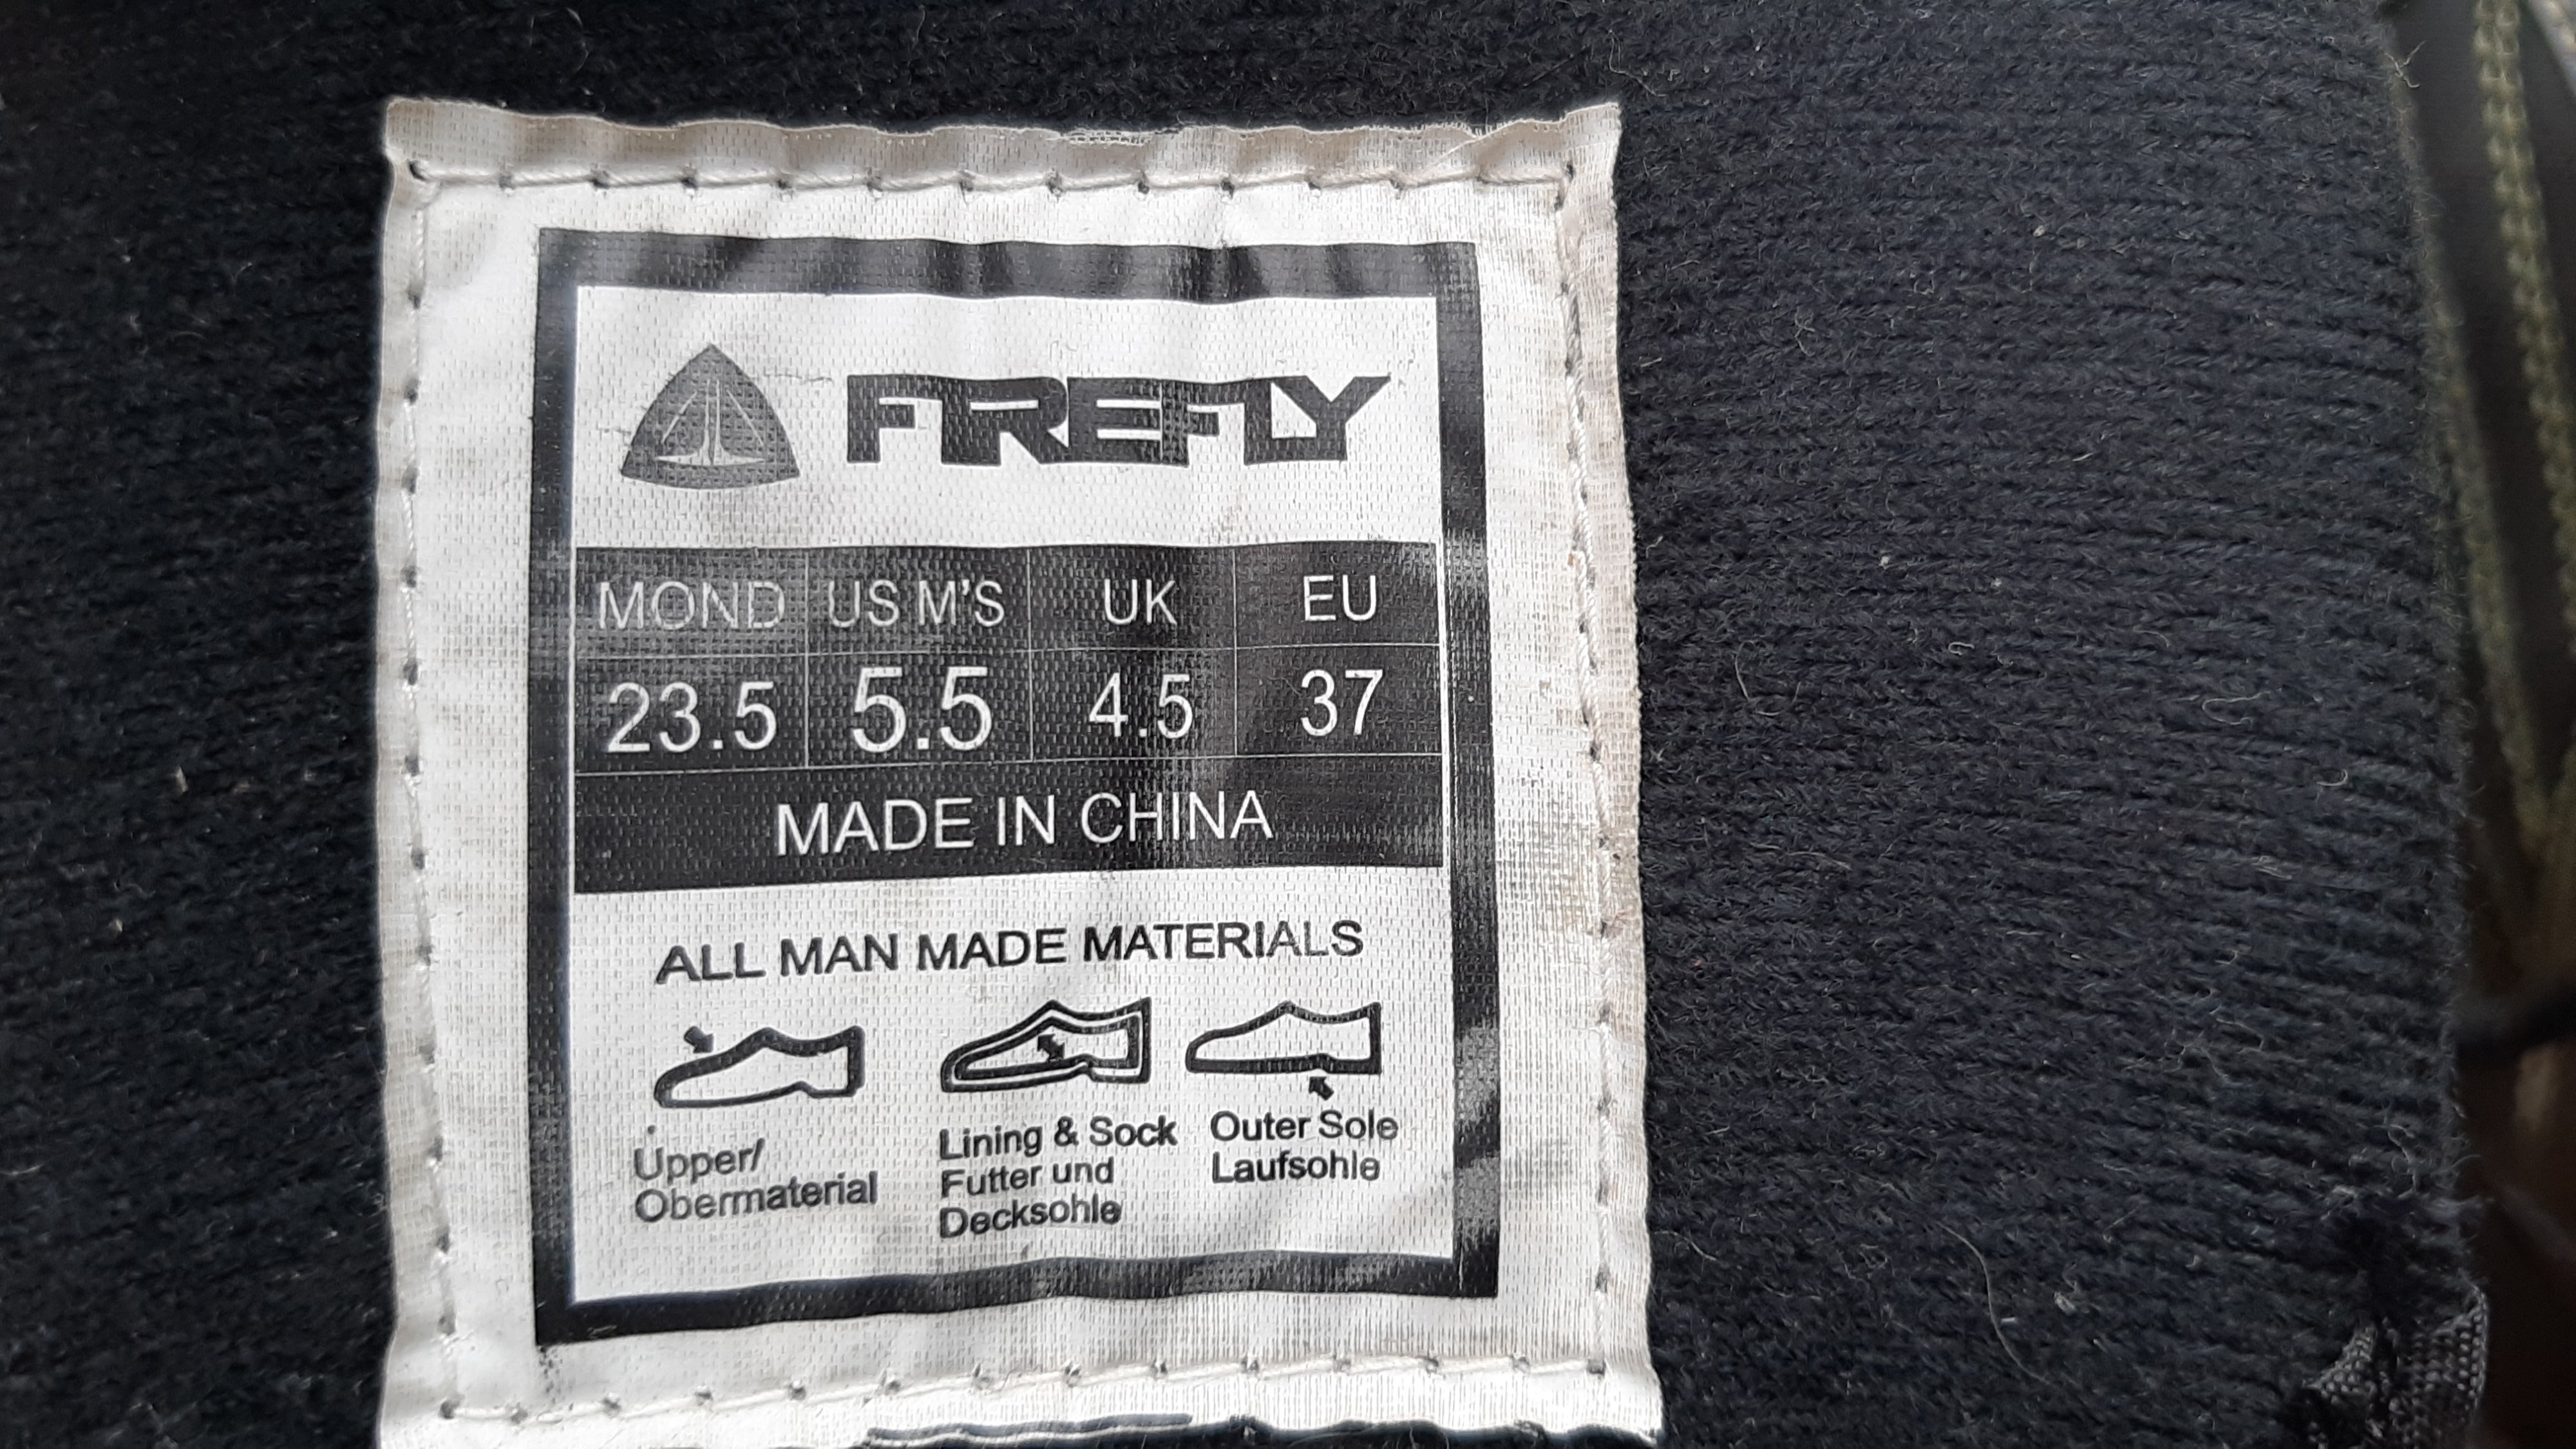 FIREFLY
MOND US M'S UK EU
23.5 5.5 4.5 37
MADE IN CHINA
ALL MAN MADE MATERIALS
Upper/
Obermaterial
Lining & Sock
Futter und
Decksohle
Outer Sole
Laufsohle